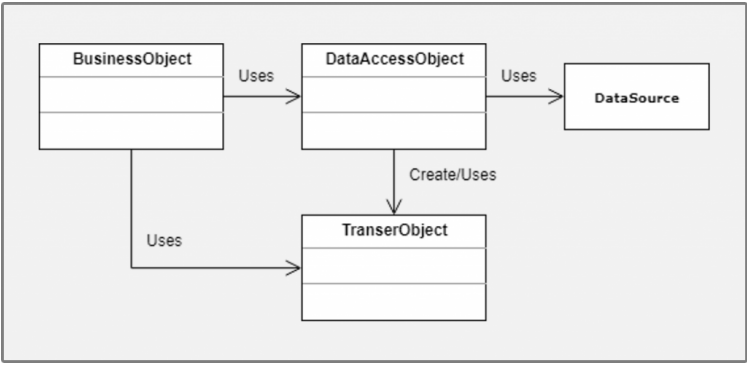 BusinessObject
Uses
DataAccessObject
Uses
DataSource
Create/Uses
TranserObject
Uses